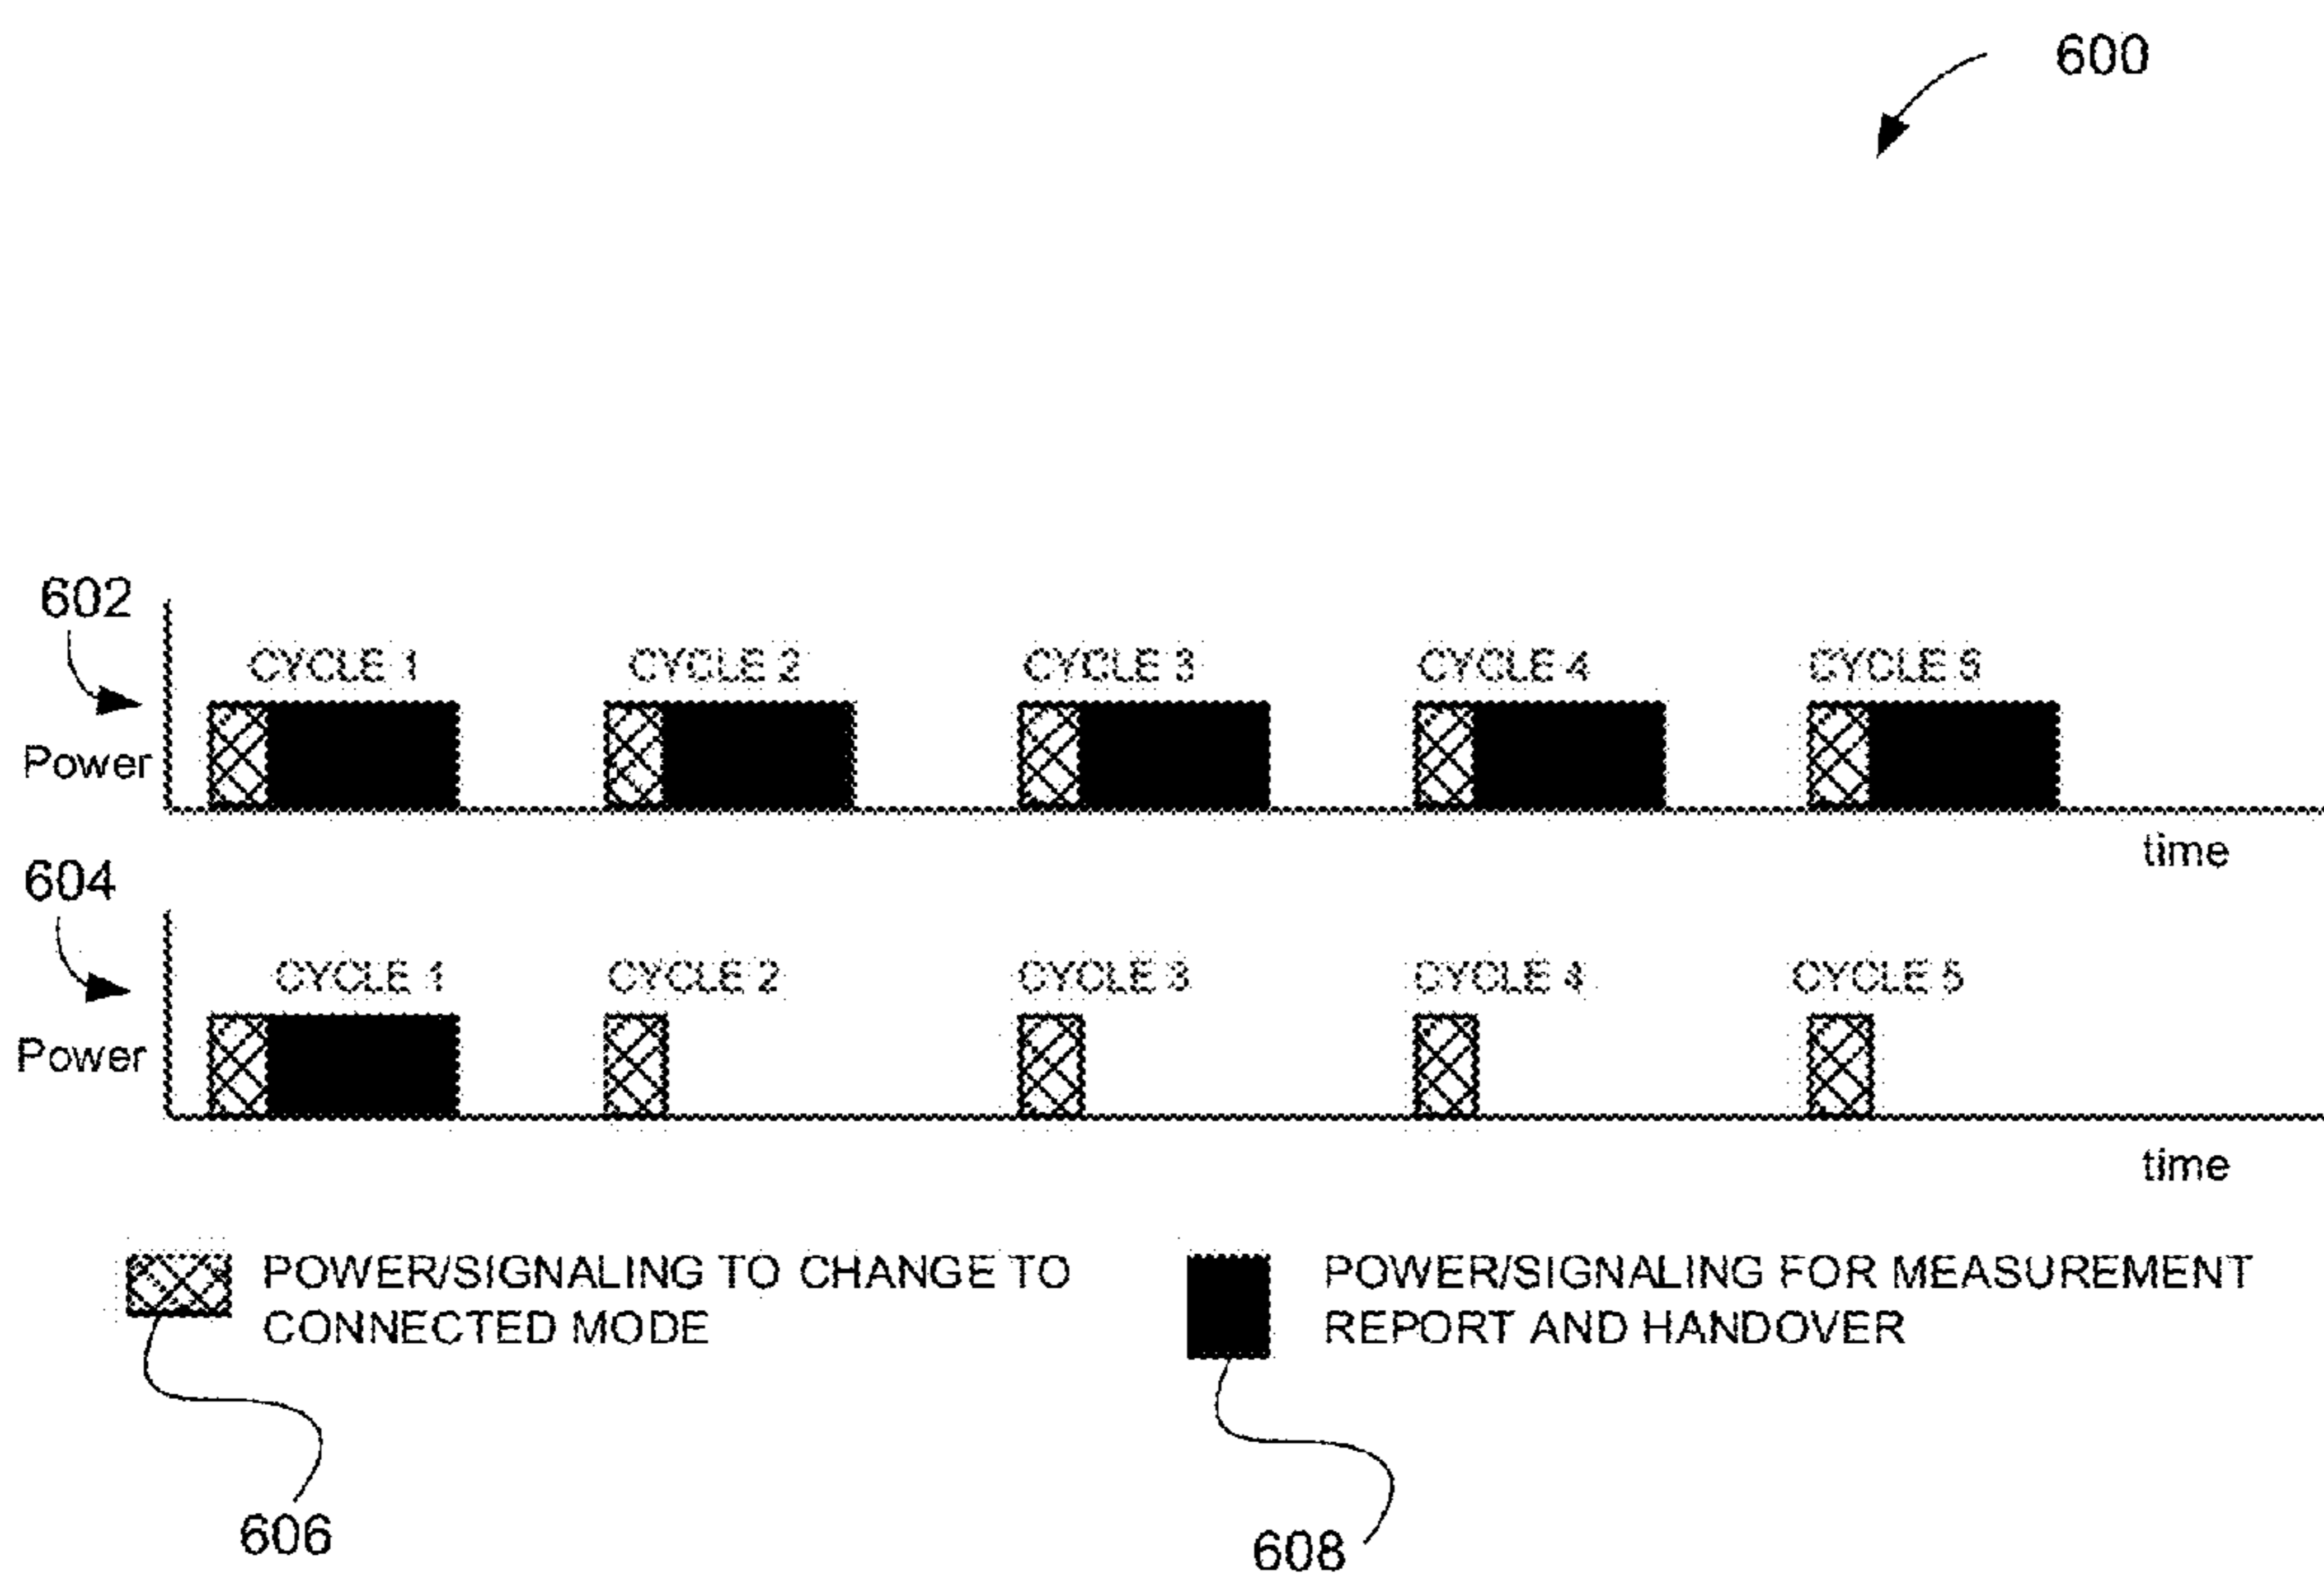 600
602
CYCLE 1 CYCLE 2 CYCLE 3 CYCLE 4 CYCLE 5
Power
time
604
CYCLE 1 CYCLE 2 CYCLE 3 CYCLE 4 CYCLE 5
Power
time
POWER/SIGNALING TO CHANGE TO
CONNECTED MODE
POWER/SIGNALING FOR MEASUREMENT
REPORT AND HANDOVER
606
608